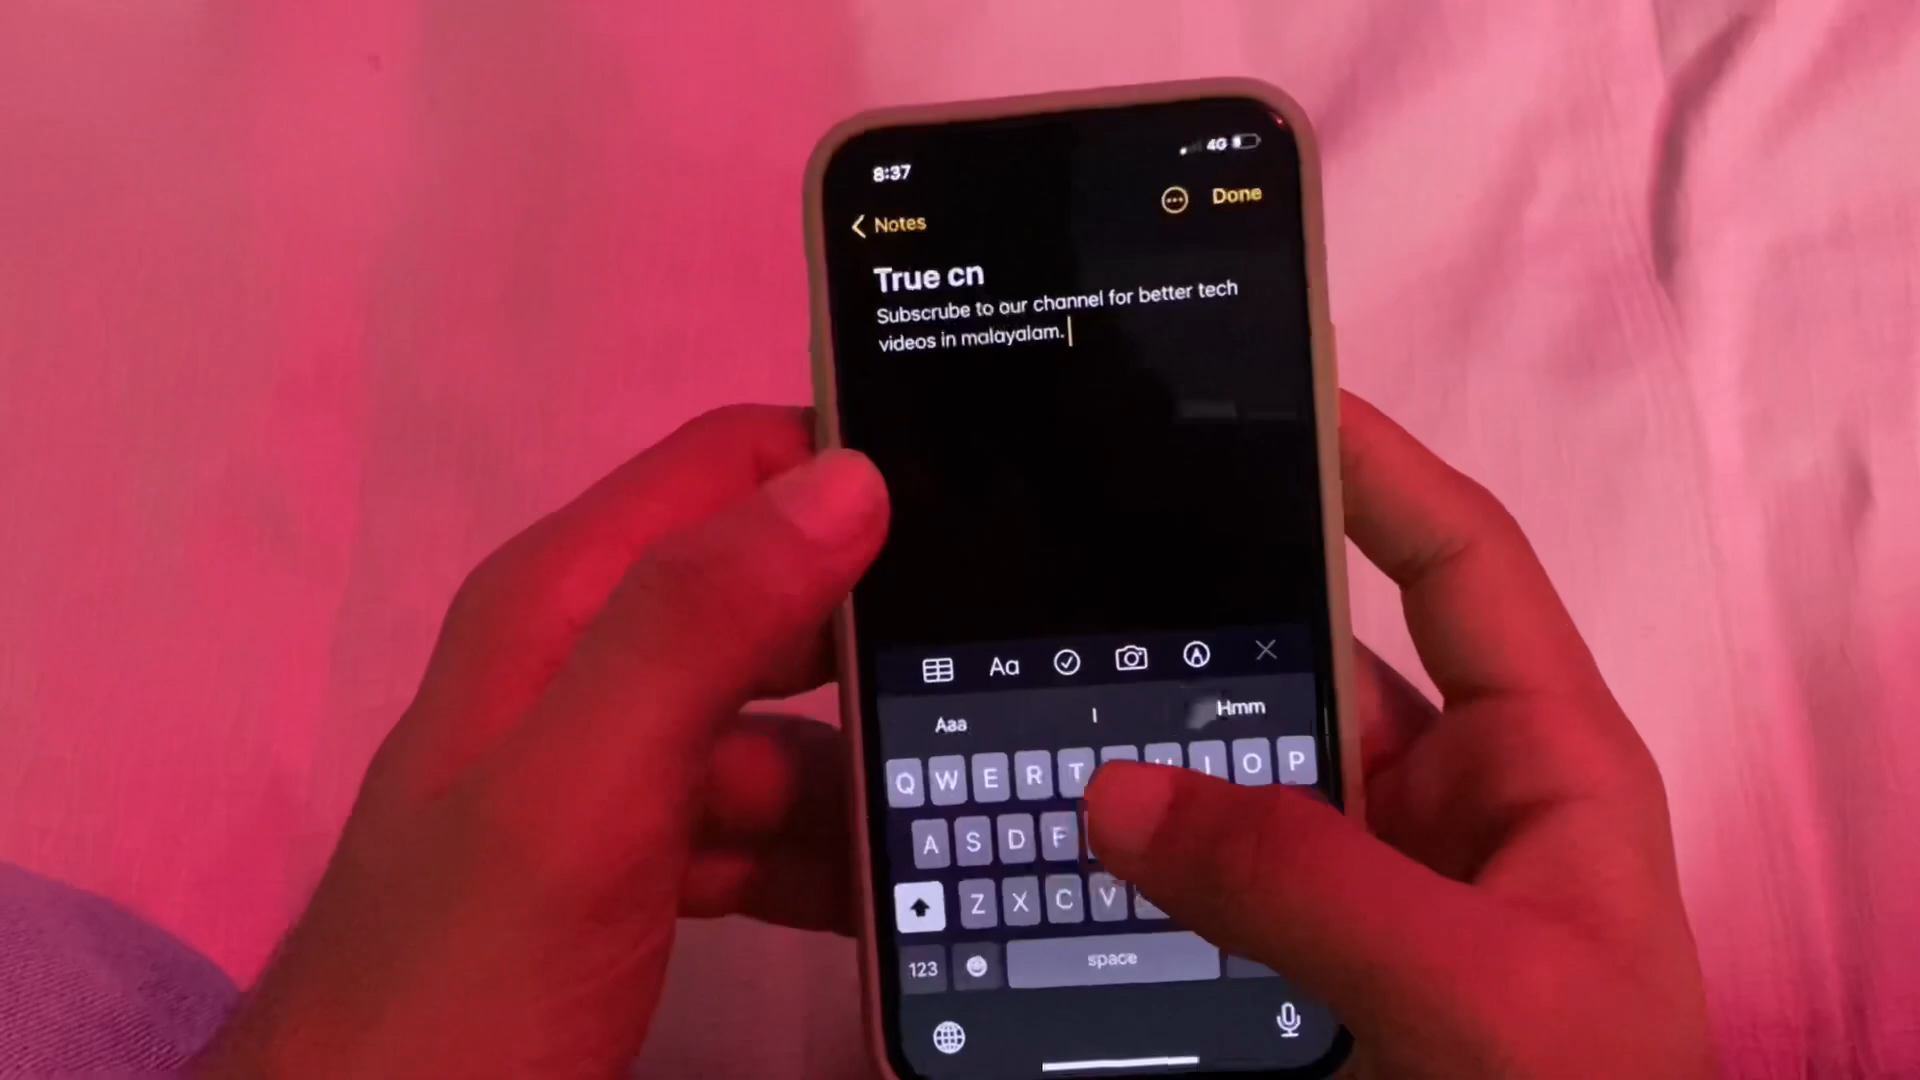 8:37
4G
Notes
Done
True cn
Subscrube to our channel for better tech
videos in malayalam.
Aa
Aaa
I
Hmm
Q W E R T I O P
A S D F
Z X C V
123
space